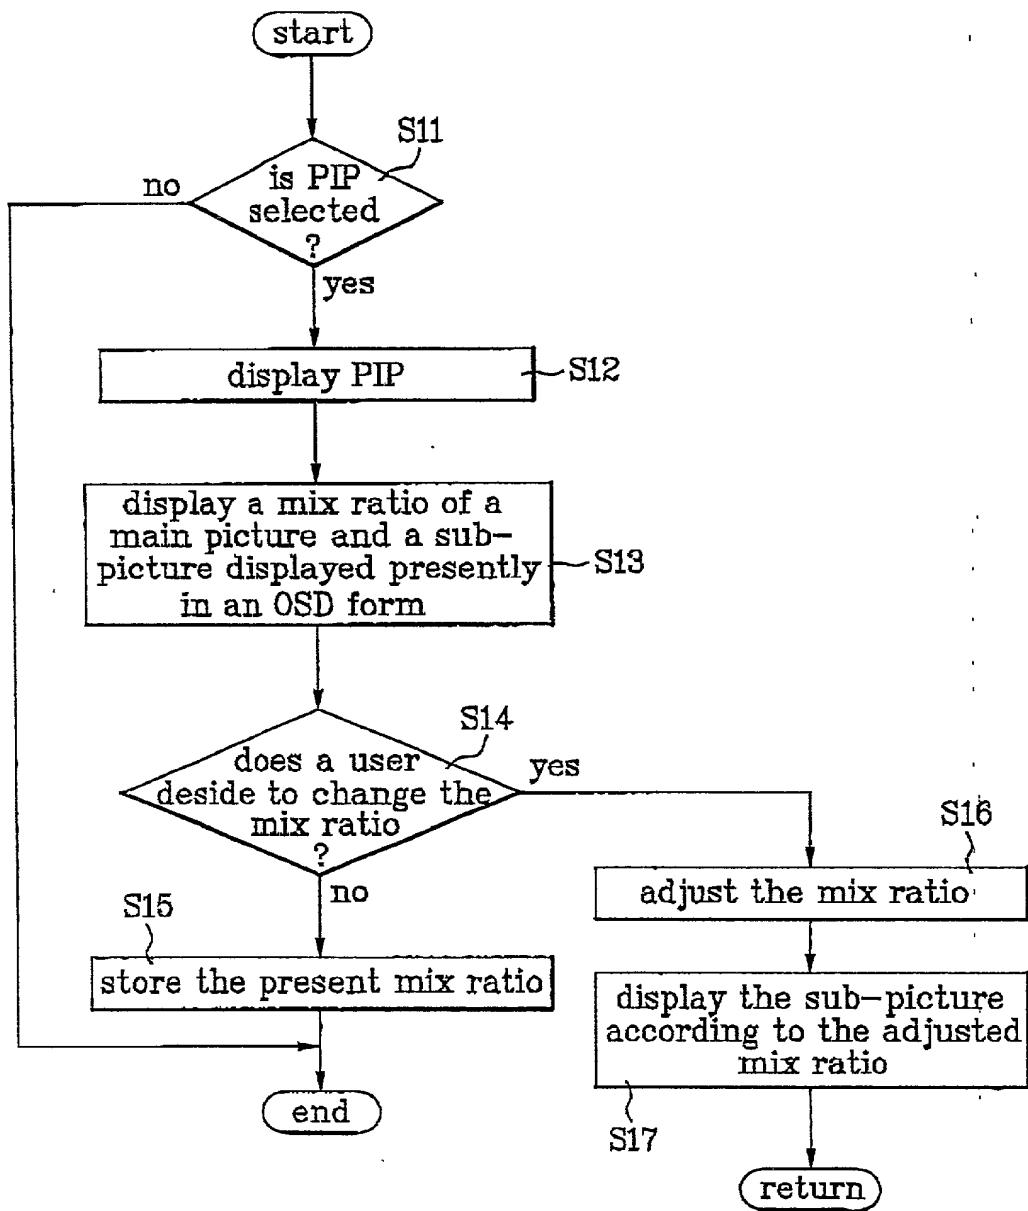 start
S11
is PIP
selected
?
no
yes
display PIP
S12
display a mix ratio of a
main picture and a sub-
picture displayed presently
in an OSD form
S13
S14
does a user
deside to change the
mix ratio
?
yes
no
S15
store the present mix ratio
end
S16
adjust the mix ratio
display the sub-picture
according to the adjusted
mix ratio
S17
return